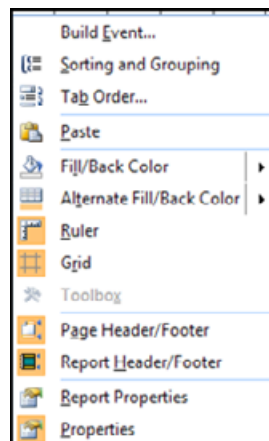 Build Event...
Sorting and Grouping
Tab Order...
Paste
Fill/Back Color
Alternate Fill/Back Color
Ruler
Grid
Toolbox
Page Header/Footer
Report Header/Footer
Report Properties
Properties